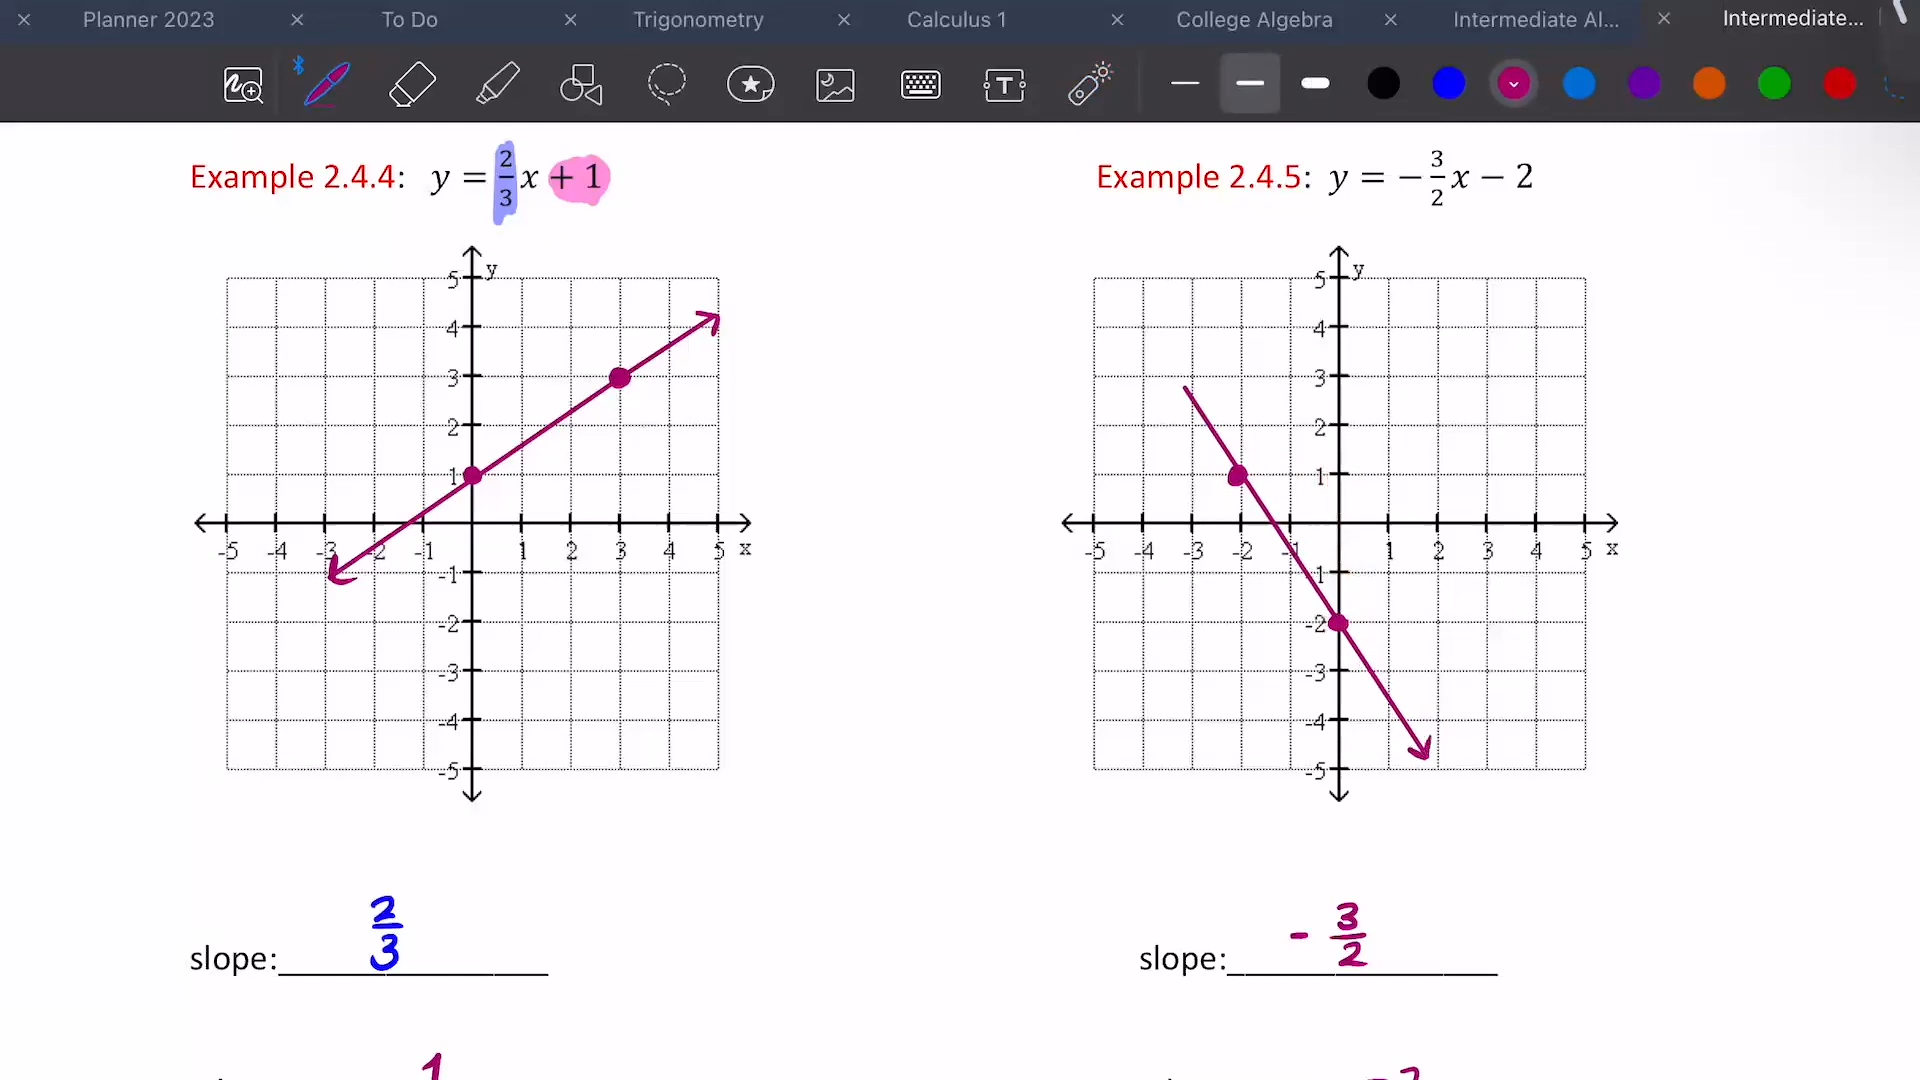 Planner 2023 To Do Trigonometry Calculus 1 College Algebra Intermediate Al... Intermediate...
Example 2.4.4: y = 2/3 x + 1
Example 2.4.5: y = -3/2 x - 2
y
5
4
3
2
1
-5 -4 -3 -2 -1 1 2 3 4 5 x
-1
-2
-3
-4
-5
y
5
4
3
2
1
-5 -4 -3 -2 -1 1 2 3 4 5 x
-1
-2
-3
-4
-5
slope: 2/3
slope: - 3/2
1